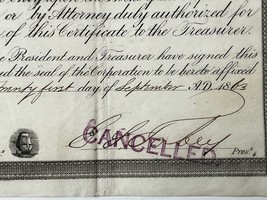 or by Attorney, duly authorized for
of this Certificate to the Treasurer.
President and Treasurer have signed this
the seal of the Corporation to be hereto affixed
first day of September A.D. 1863
CANCELLED
Pres.t